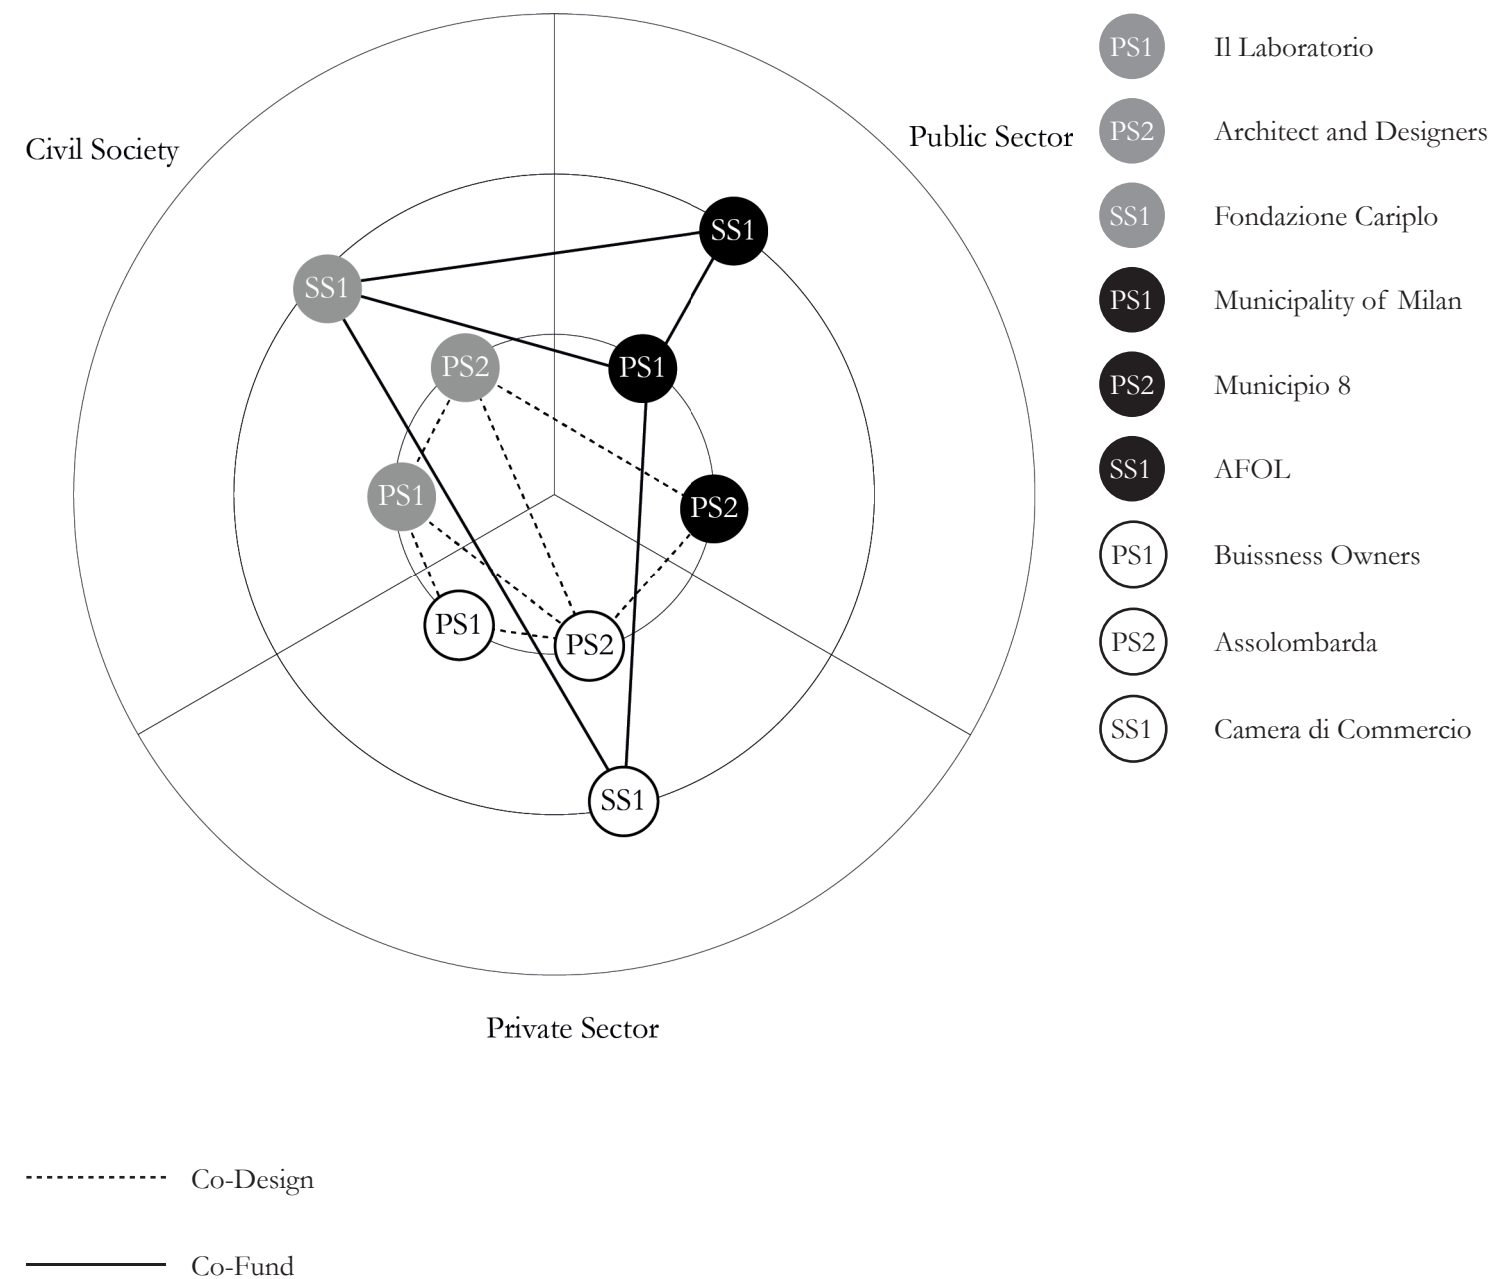 Civil Society
Public Sector
SS1
SS1
PS2
PS1
PS1
PS2
PS1
PS2
SS1
Private Sector
PS1 Il Laboratorio
PS2 Architect and Designers
SS1 Fondazione Cariplo
PS1 Municipality of Milan
PS2 Municipio 8
SS1 AFOL
PS1 Buissness Owners
PS2 Assolombarda
SS1 Camera di Commercio
Co-Design
Co-Fund